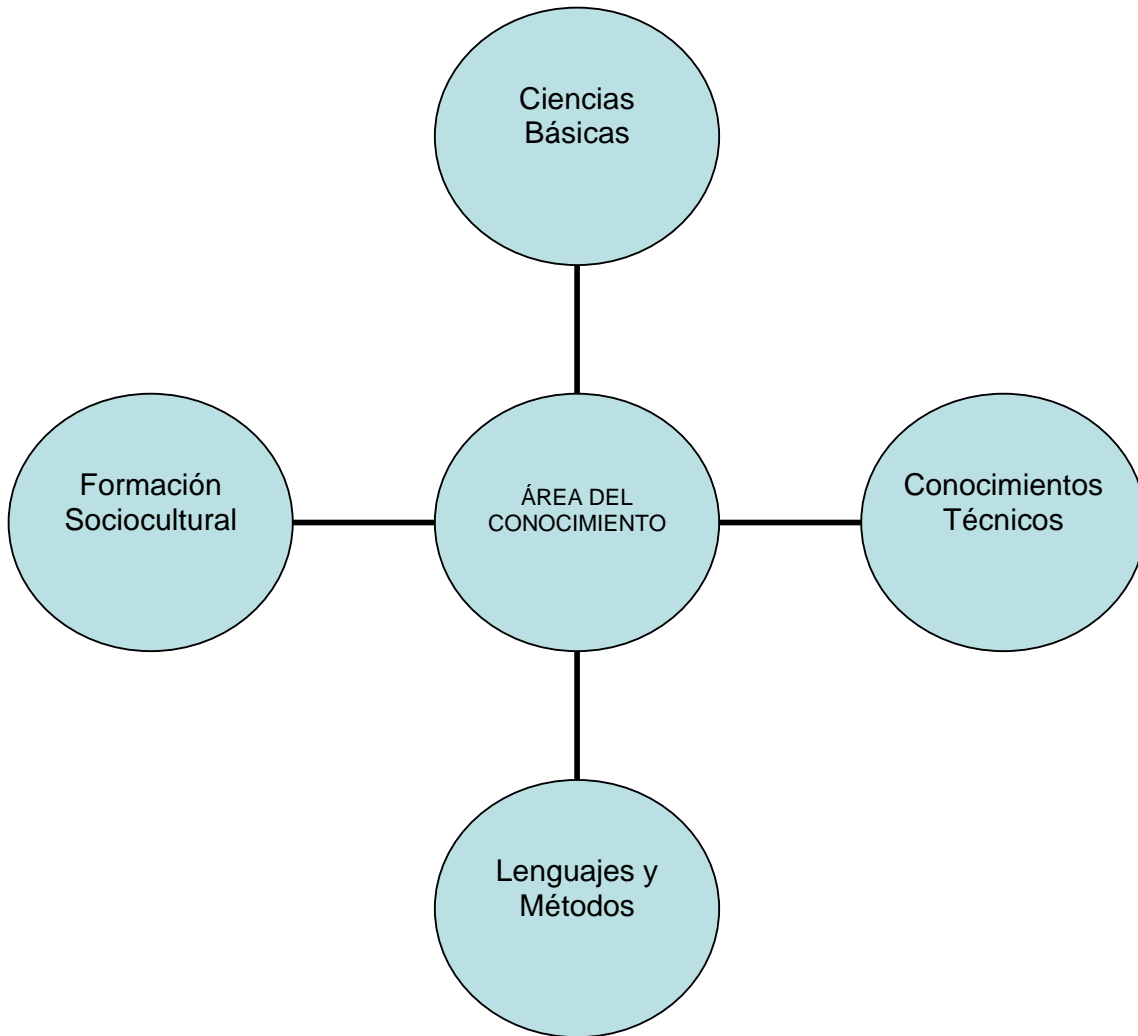 Ciencias
Básicas
Formación
Sociocultural
ÁREA DEL
CONOCIMIENTO
Conocimientos
Técnicos
Lenguajes y
Métodos